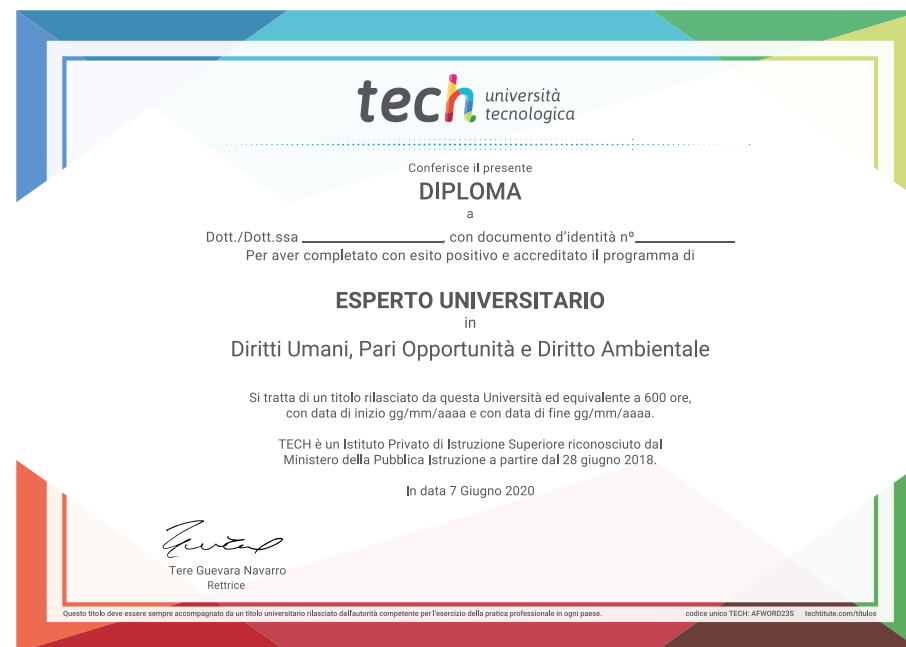 tech università
tecnologica
Conferisce il presente
DIPLOMA
a
Dott./Dott.ssa ____________________, con documento d'identità nº______________
Per aver completato con esito positivo e accreditato il programma di
ESPERTO UNIVERSITARIO
in
Diritti Umani, Pari Opportunità e Diritto Ambientale
Si tratta di un titolo rilasciato da questa Università ed equivalente a 600 ore,
con data di inizio gg/mm/aaaa e con data di fine gg/mm/aaaa.
TECH è un Istituto Privato di Istruzione Superiore riconosciuto dal
Ministero della Pubblica Istruzione a partire dal 28 giugno 2018.
In data 7 Giugno 2020
Tere Guevara Navarro
Rettrice
Questo titolo deve essere sempre accompagnato da un titolo universitario rilasciato dall'autorità competente per l'esercizio della pratica professionale in ogni paese. codice unico TECH: AFWORD23S techtitute.com/titulos